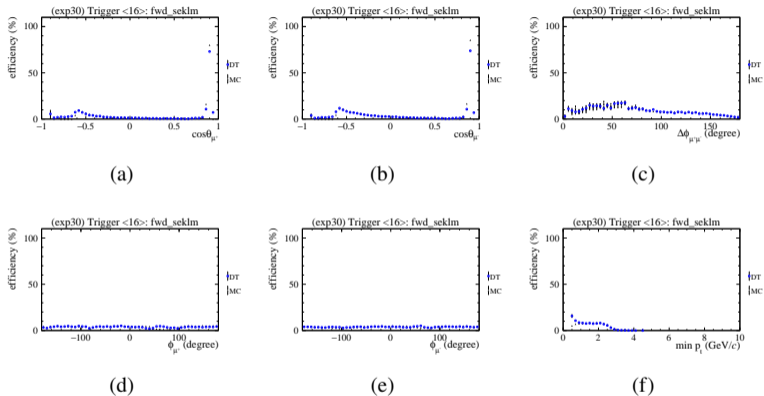 (exp30) Trigger <16>: fwd_seklm
efficiency (%)
100
50
0
−1
−0.5
0
0.5
1
cosθμ
DT
MC
(a)
(exp30) Trigger <16>: fwd_seklm
efficiency (%)
100
50
0
−1
−0.5
0
0.5
1
cosθμ
DT
MC
(b)
(exp30) Trigger <16>: fwd_seklm
efficiency (%)
100
50
0
0
50
100
150
Δϕμμ (degree)
DT
MC
(c)
(exp30) Trigger <16>: fwd_seklm
efficiency (%)
100
50
0
−100
0
100
ϕμ (degree)
DT
MC
(d)
(exp30) Trigger <16>: fwd_seklm
efficiency (%)
100
50
0
−100
0
100
ϕμ (degree)
DT
MC
(e)
(exp30) Trigger <16>: fwd_seklm
efficiency (%)
100
50
0
0
2
4
6
8
10
min pt (GeV/c)
DT
MC
(f)